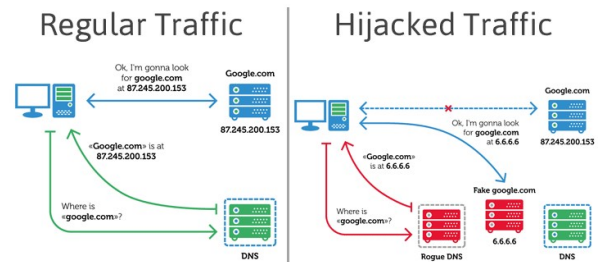 Regular Traffic
Ok, I'm gonna look
for google.com
at 87.245.200.153
Google.com
87.245.200.153
«Google.com» is at
87.245.200.153
Where is
«google.com»?
DNS
Hijacked Traffic
Google.com
87.245.200.153
Ok, I'm gonna look
for google.com
at 6.6.6.6
«Google.com»
is at 6.6.6.6
Fake google.com
6.6.6.6
Where is
«google.com»?
Rogue DNS
DNS